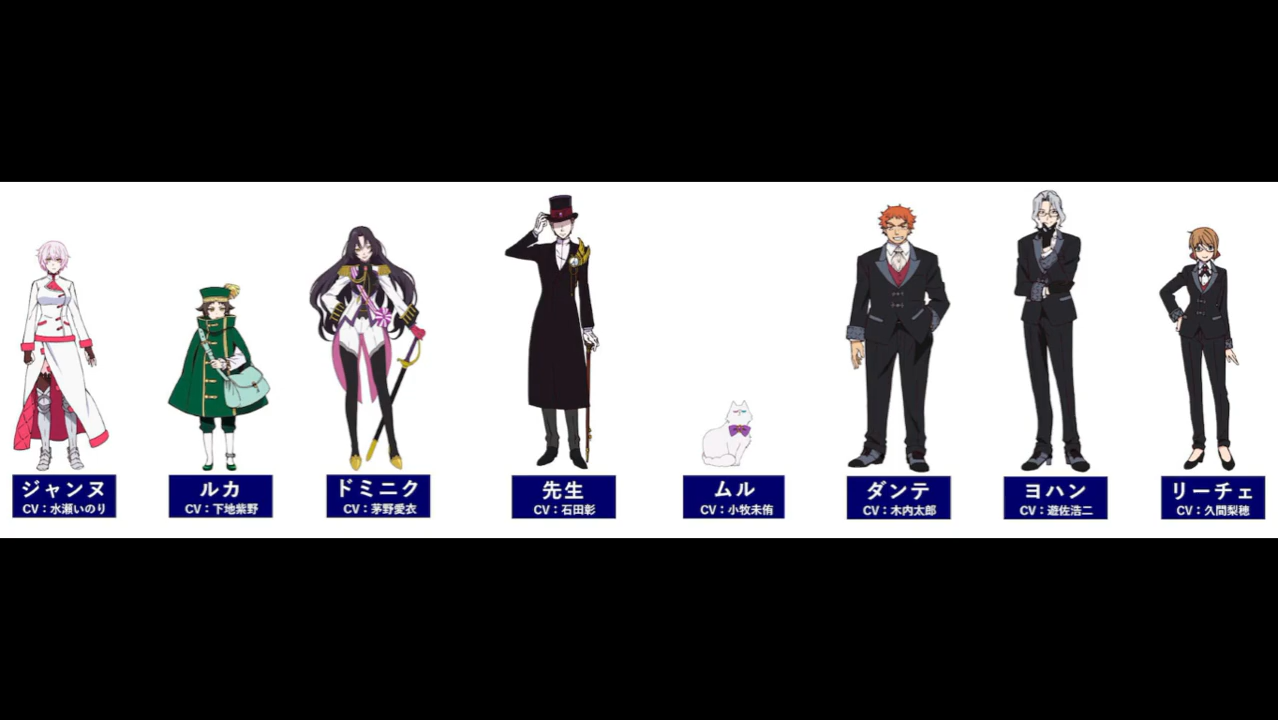 ジャンヌ
CV：水瀬いのり
ルカ
CV：下地紫野
ドミニク
CV：茅野愛衣
先生
CV：石田彰
ムル
CV：小牧未侑
ダンテ
CV：木内太郎
ヨハン
CV：遊佐浩二
リーチェ
CV：久間梨穂